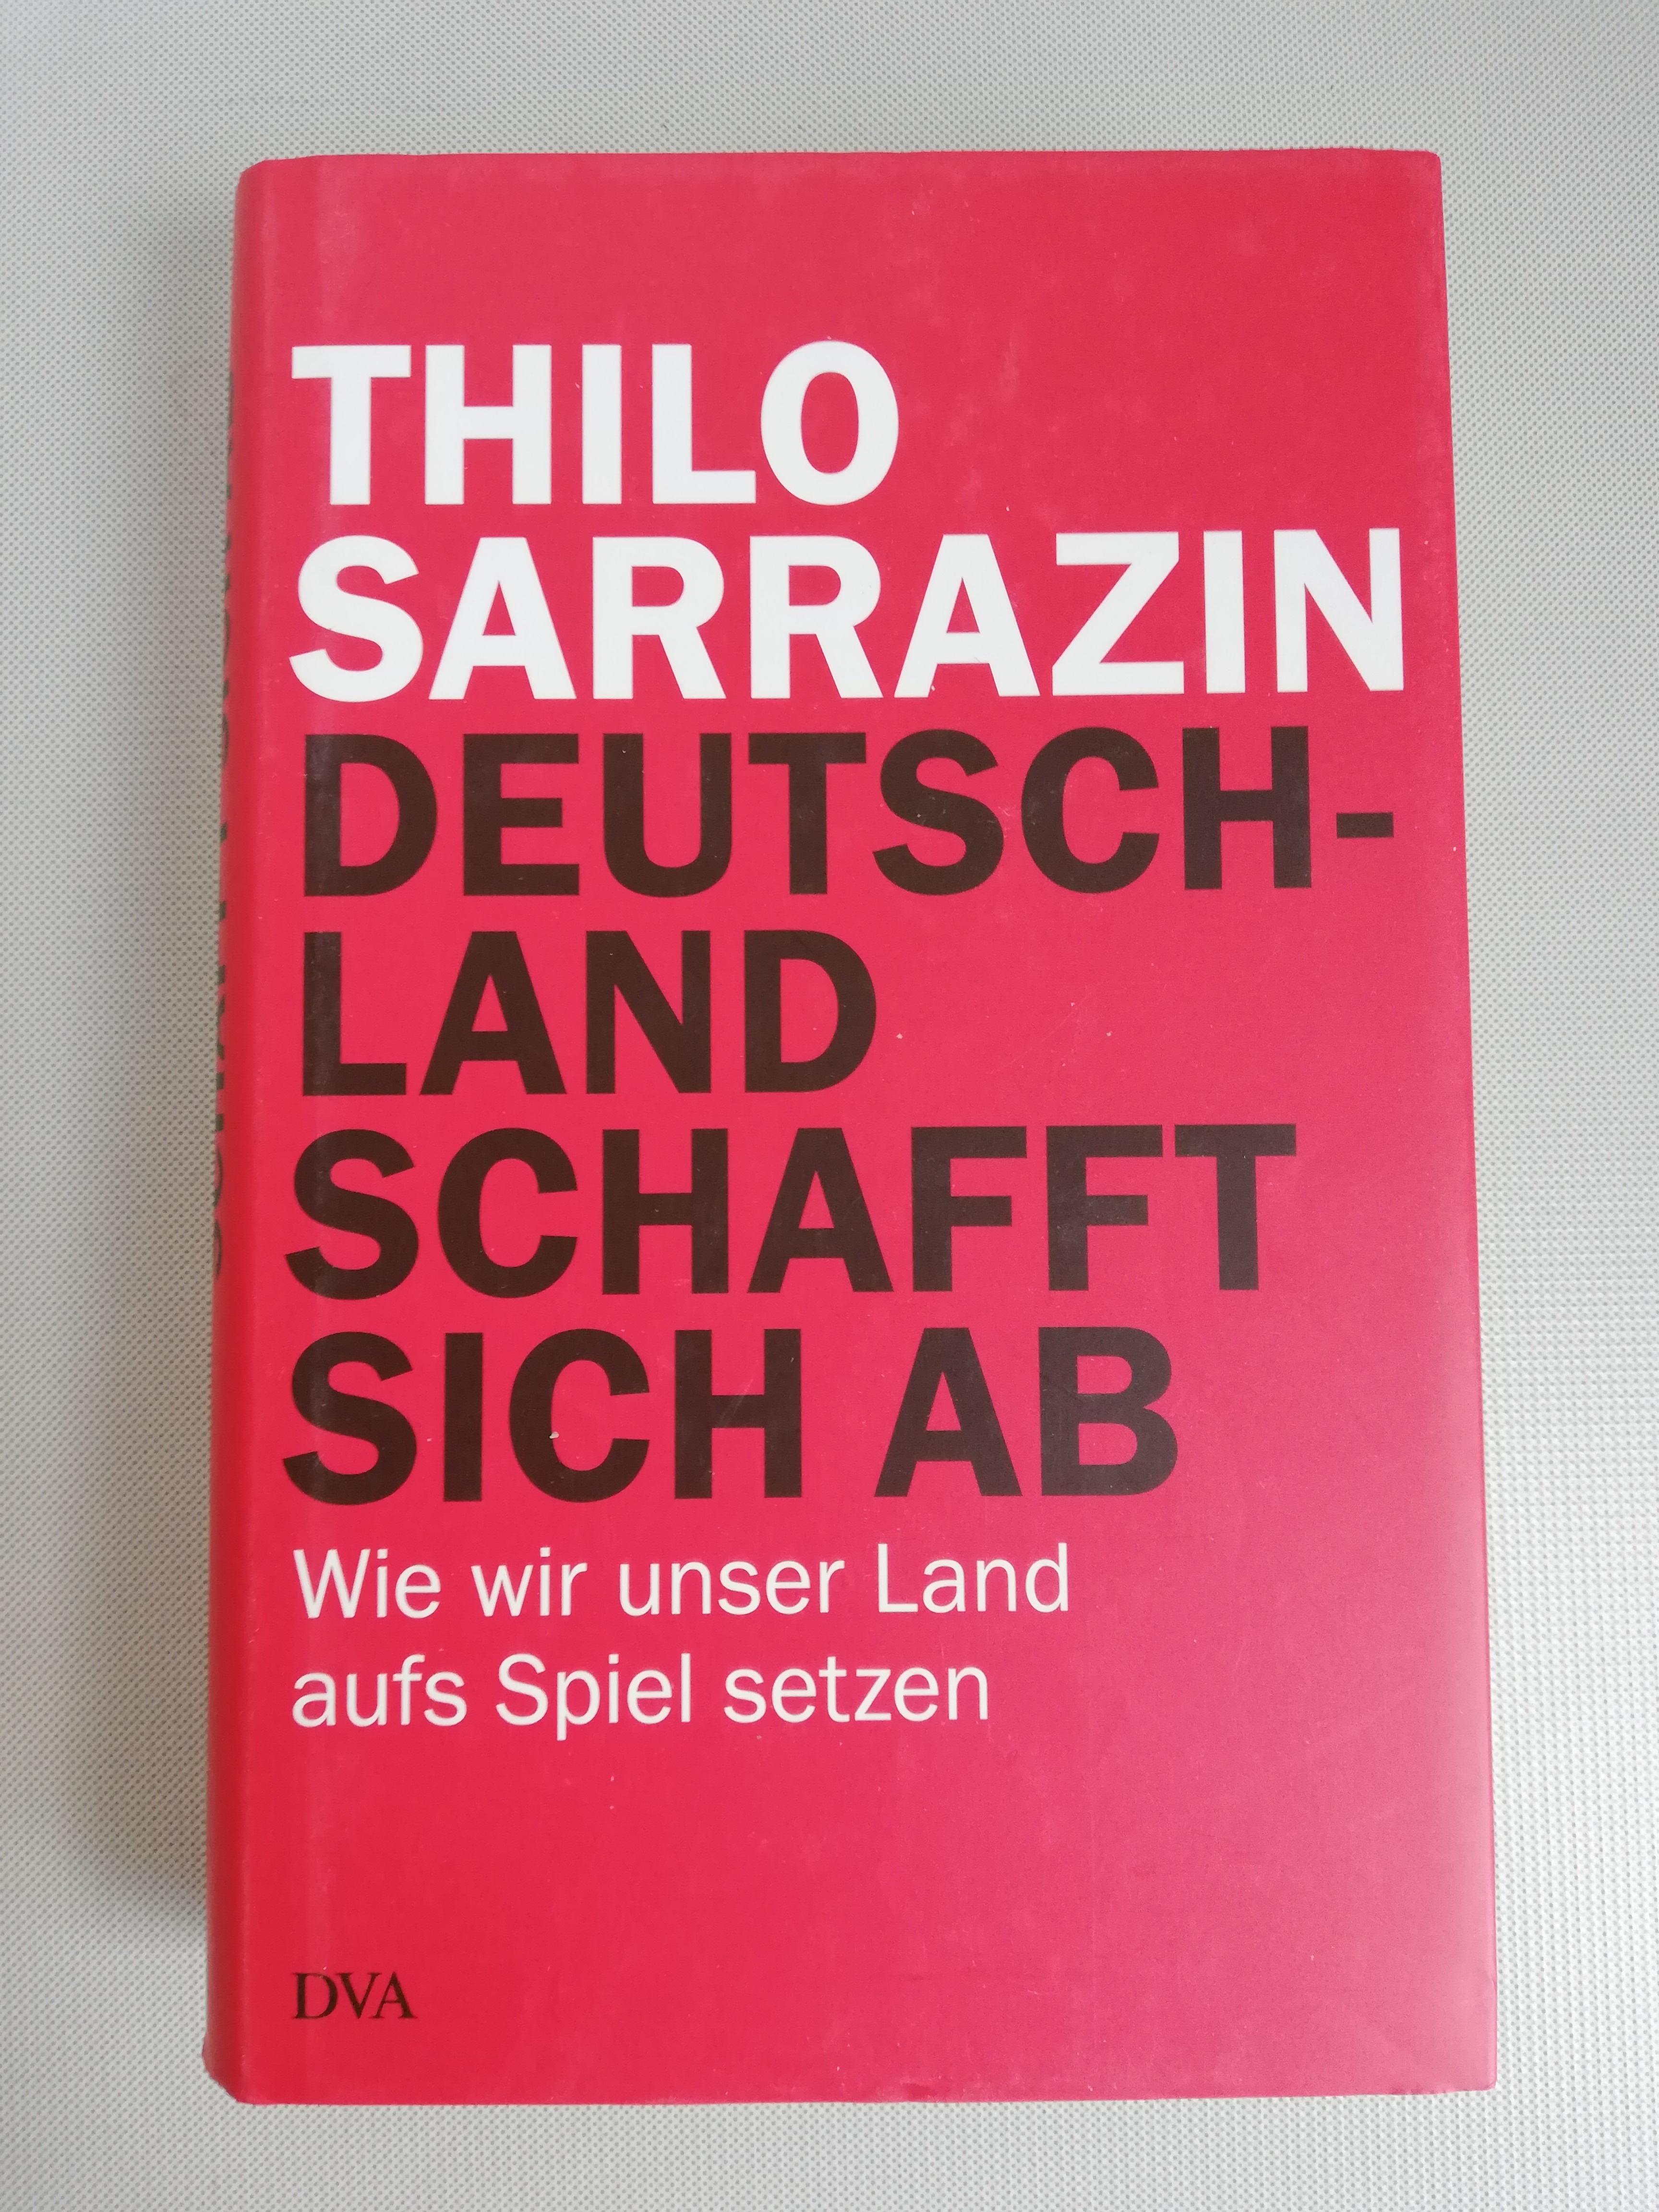 THILO
SARRAZIN
DEUTSCH-
LAND
SCHAFFT
SICH AB
Wie wir unser Land
aufs Spiel setzen
DVA